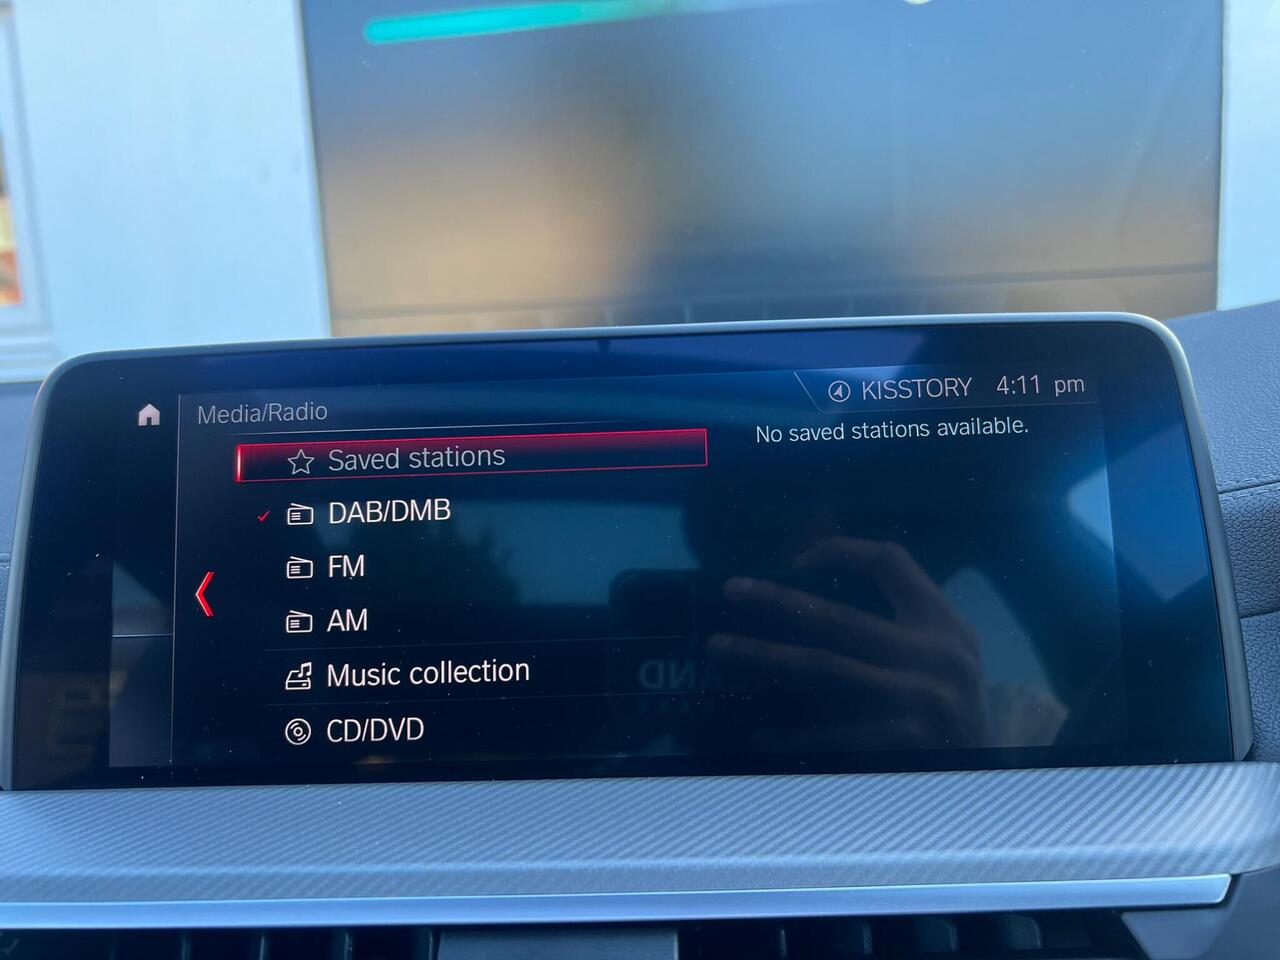 Media/Radio
KISSTORY 4:11 pm
Saved stations
No saved stations available.
DAB/DMB
FM
AM
Music collection
CD/DVD